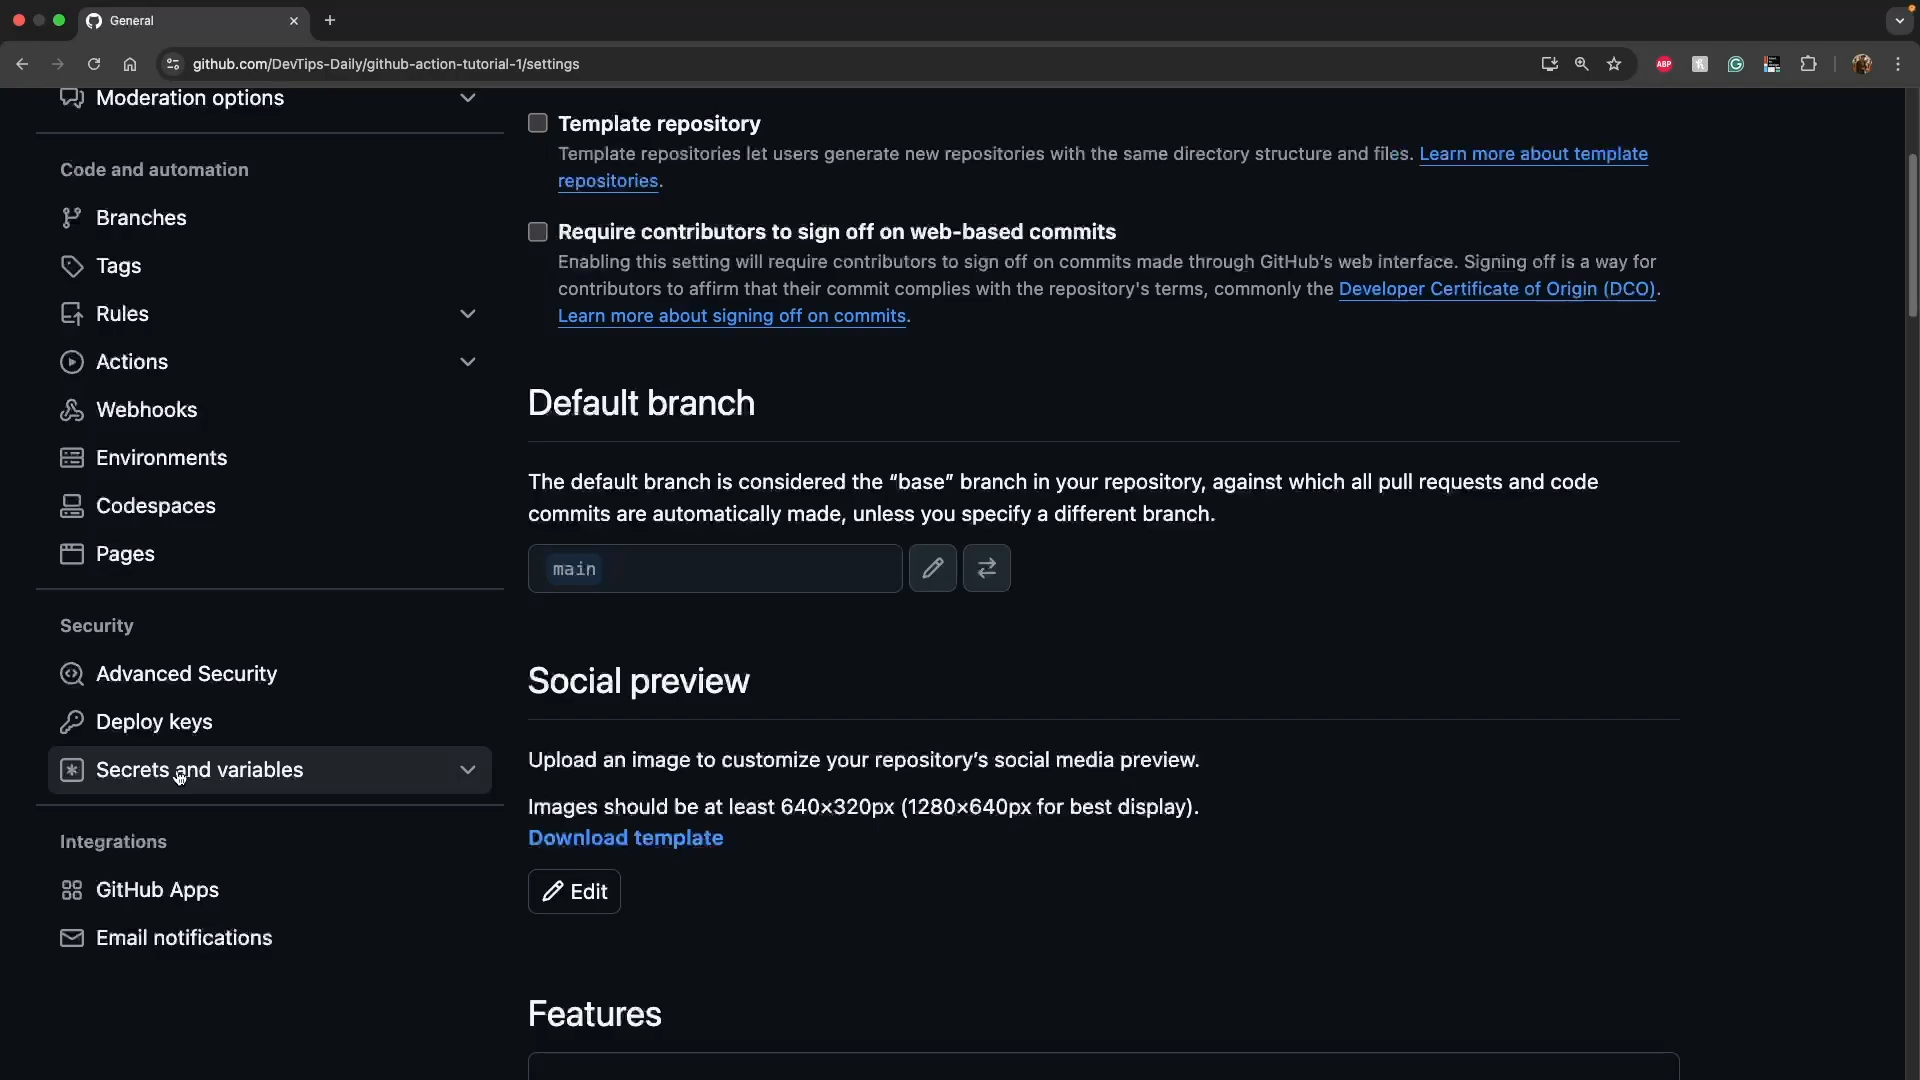 General
github.com/DevTips-Daily/github-action-tutorial-1/settings
ABP
Moderation options
Code and automation
Branches
Tags
Rules
Actions
Webhooks
Environments
Codespaces
Pages
Security
Advanced Security
Deploy keys
Secrets and variables
Integrations
GitHub Apps
Email notifications
Template repository
Template repositories let users generate new repositories with the same directory structure and files. Learn more about template
repositories.
Require contributors to sign off on web-based commits
Enabling this setting will require contributors to sign off on commits made through GitHub's web interface. Signing off is a way for
contributors to affirm that their commit complies with the repository's terms, commonly the Developer Certificate of Origin (DCO).
Learn more about signing off on commits.
Default branch
The default branch is considered the “base” branch in your repository, against which all pull requests and code
commits are automatically made, unless you specify a different branch.
main
Social preview
Upload an image to customize your repository's social media preview.
Images should be at least 640×320px (1280×640px for best display).
Download template
Edit
Features